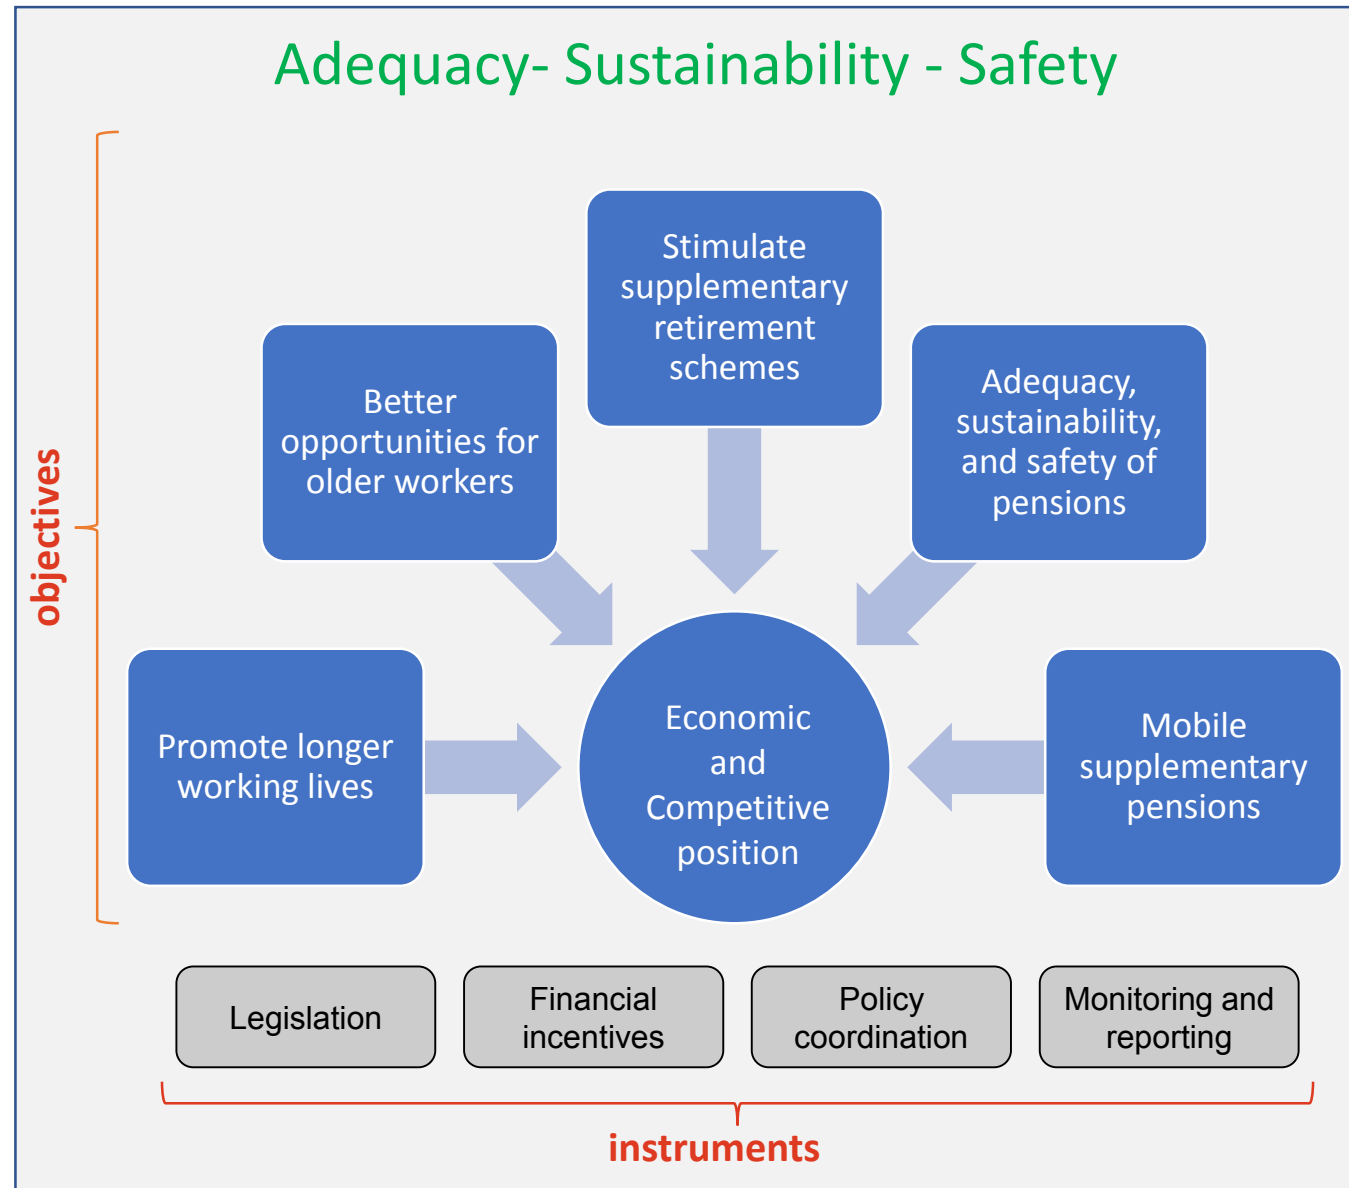 Adequacy- Sustainability - Safety
objectives
Stimulate
supplementary
retirement
schemes
Better
opportunities for
older workers
Adequacy,
sustainability,
and safety of
pensions
Promote longer
working lives
Economic
and
Competitive
position
Mobile
supplementary
pensions
Legislation
Financial
incentives
Policy
coordination
Monitoring and
reporting
instruments